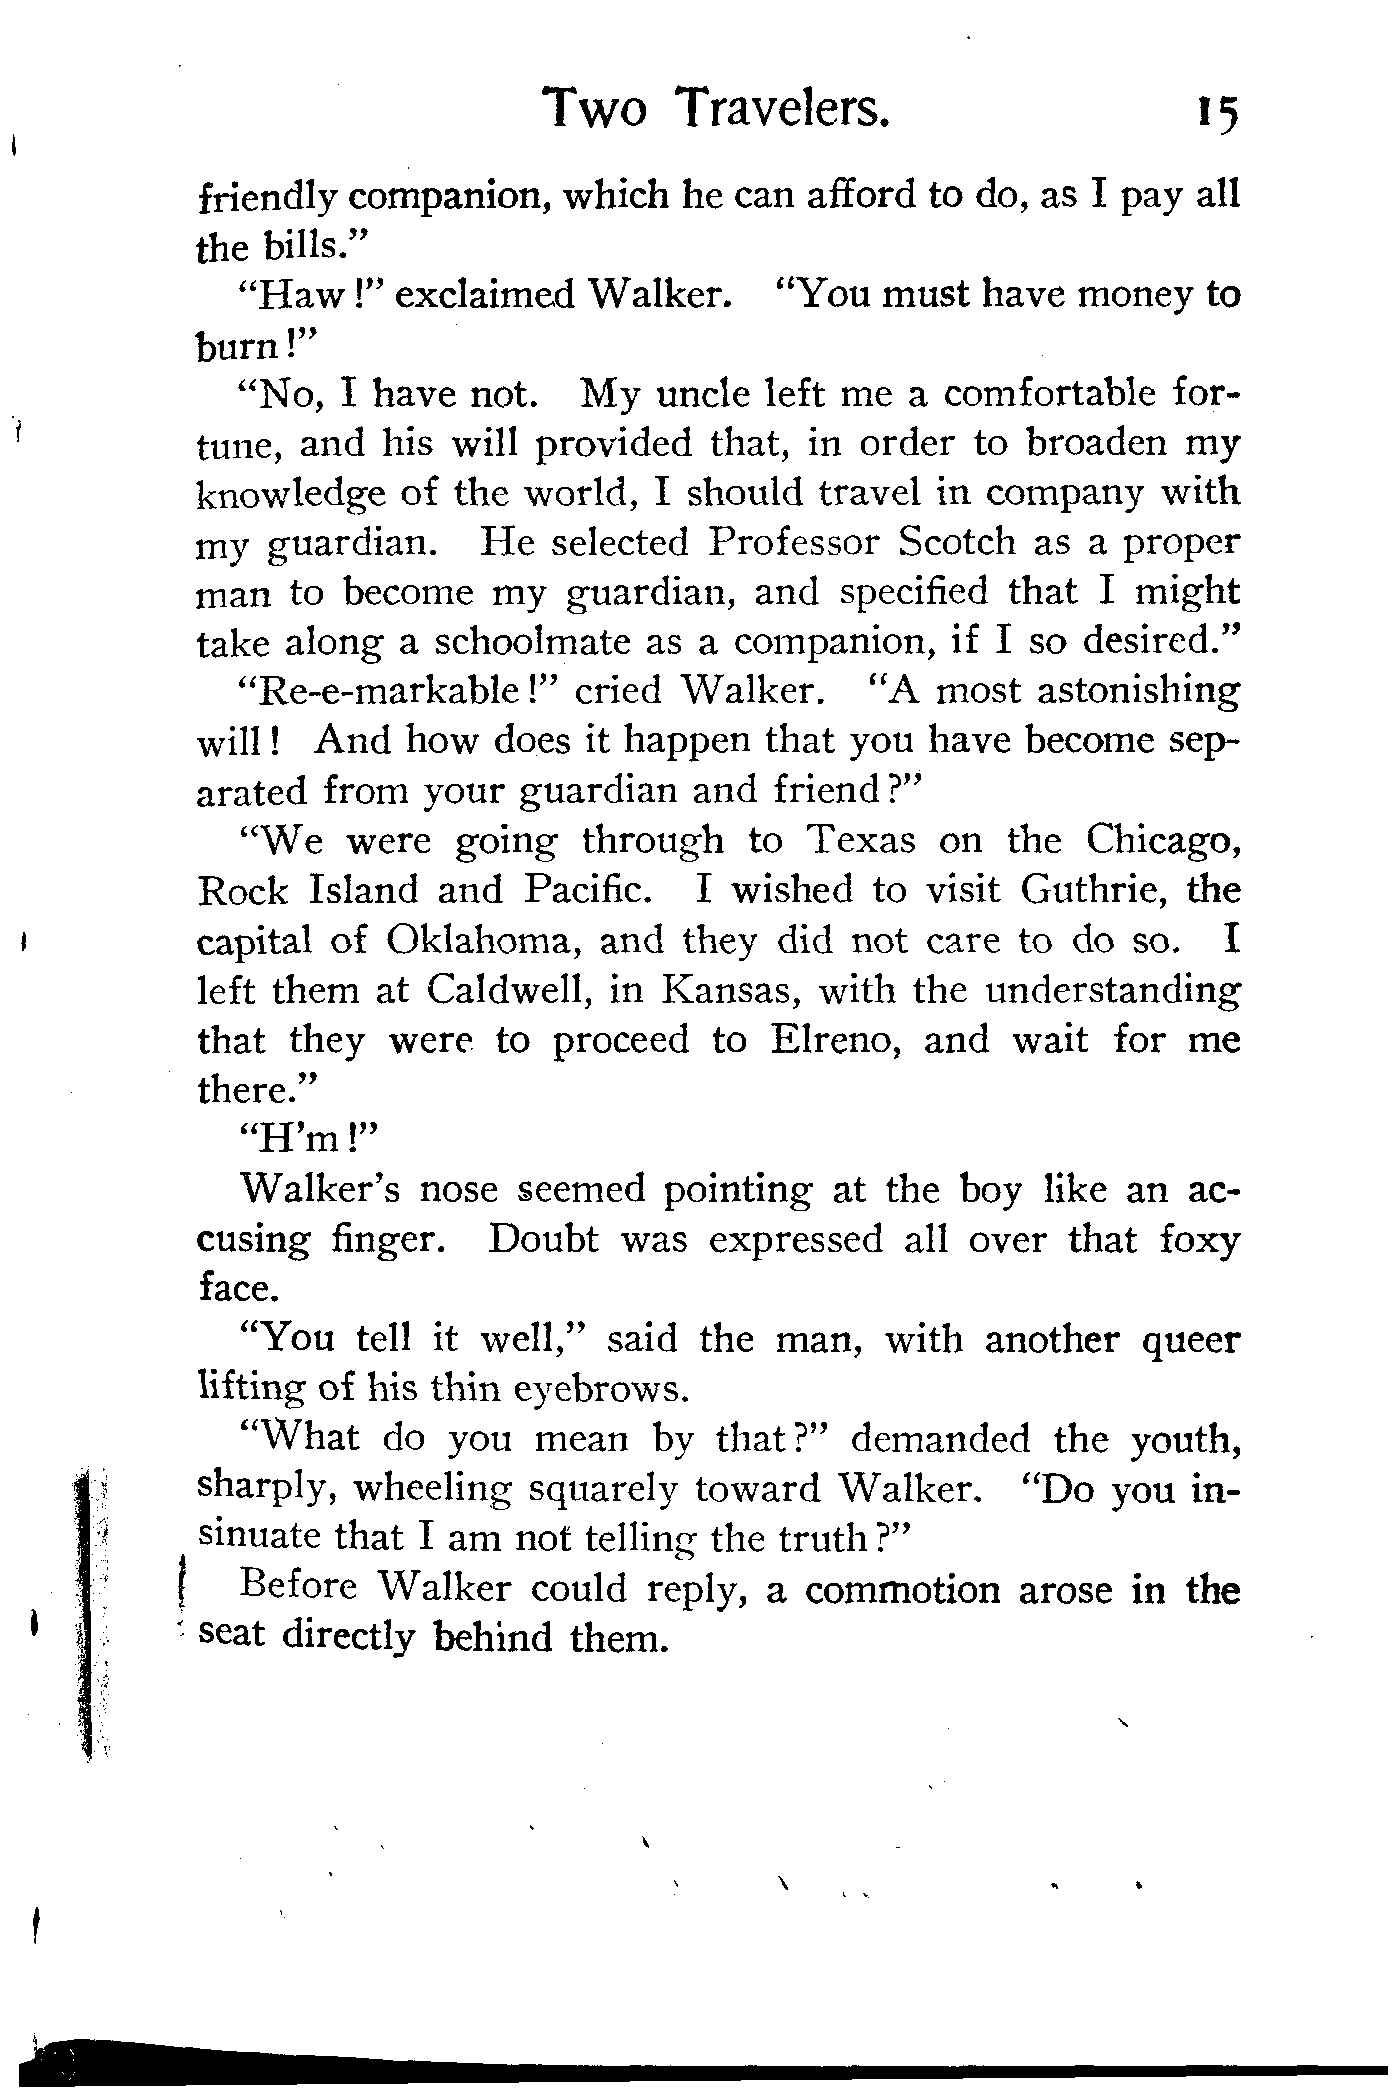 Two Travelers. 15
friendly companion, which he can afford to do, as I pay all
the bills."
"Haw!" exclaimed Walker. "You must have money to
burn!"
"No, I have not. My uncle left me a comfortable for-
tune, and his will provided that, in order to broaden my
knowledge of the world, I should travel in company with
my guardian. He selected Professor Scotch as a proper
man to become my guardian, and specified that I might
take along a schoolmate as a companion, if I so desired."
"Re-e-markable!" cried Walker. "A most astonishing
will! And how does it happen that you have become sep-
arated from your guardian and friend?"
"We were going through to Texas on the Chicago,
Rock Island and Pacific. I wished to visit Guthrie, the
capital of Oklahoma, and they did not care to do so. I
left them at Caldwell, in Kansas, with the understanding
that they were to proceed to Elreno, and wait for me
there."
"H'm!"
Walker's nose seemed pointing at the boy like an ac-
cusing finger. Doubt was expressed all over that foxy
face.
"You tell it well," said the man, with another queer
lifting of his thin eyebrows.
"What do you mean by that?" demanded the youth,
sharply, wheeling squarely toward Walker. "Do you in-
sinuate that I am not telling the truth?"
Before Walker could reply, a commotion arose in the
seat directly behind them.